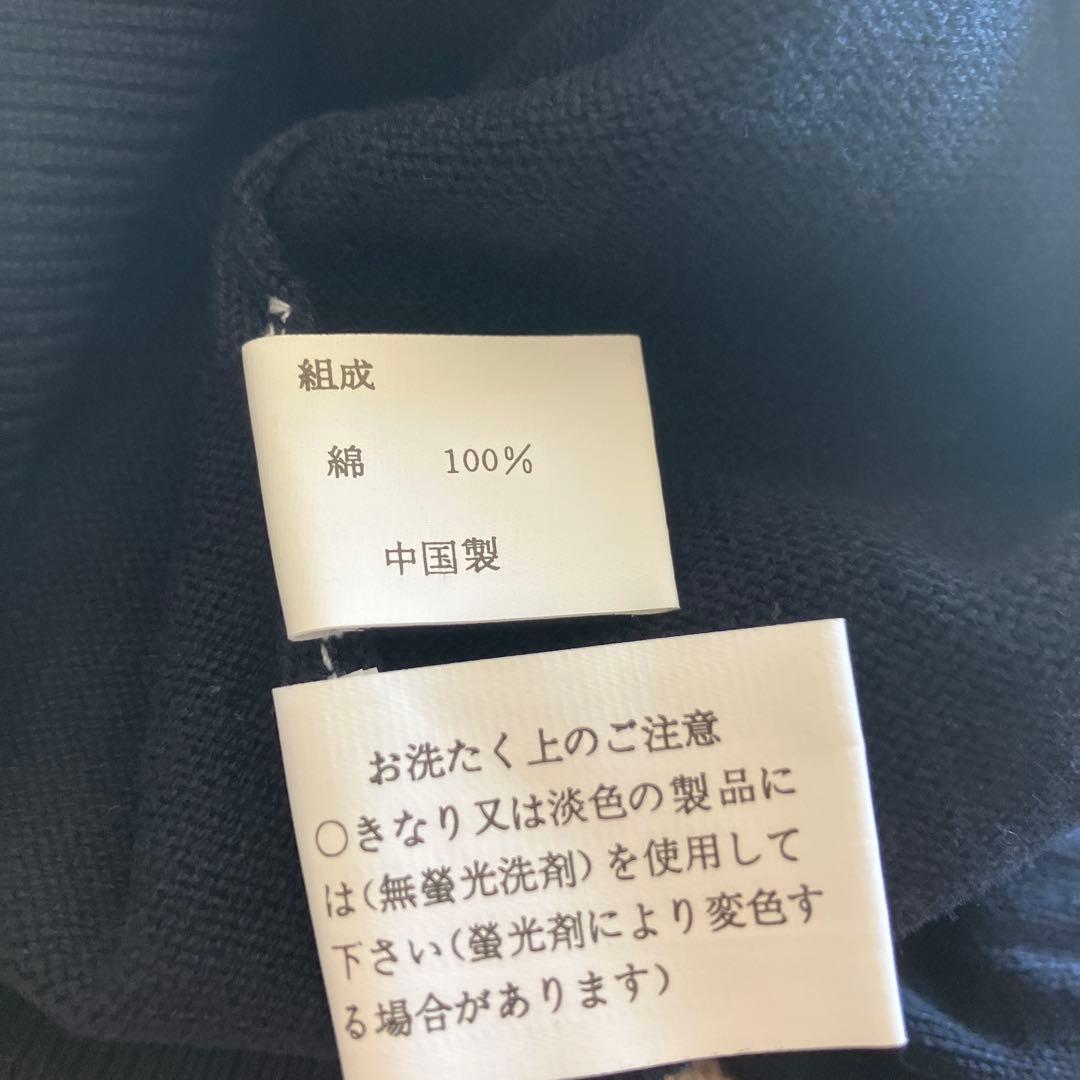 組成
綿 100%
中国製
お洗たく上のご注意
○きなり又は淡色の製品に
は(無螢光洗剤)を使用して
下さい(螢光剤により変色す
る場合があります)